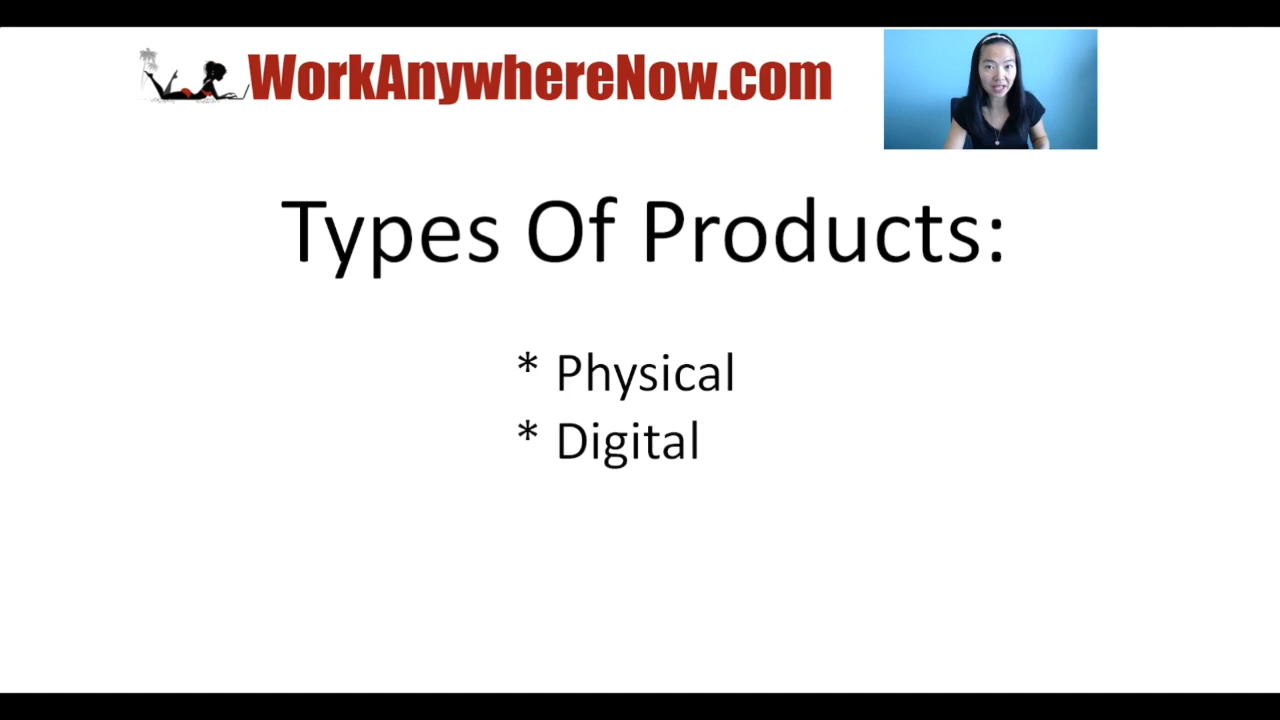 WorkAnywhereNow.com
Types Of Products:
* Physical
* Digital